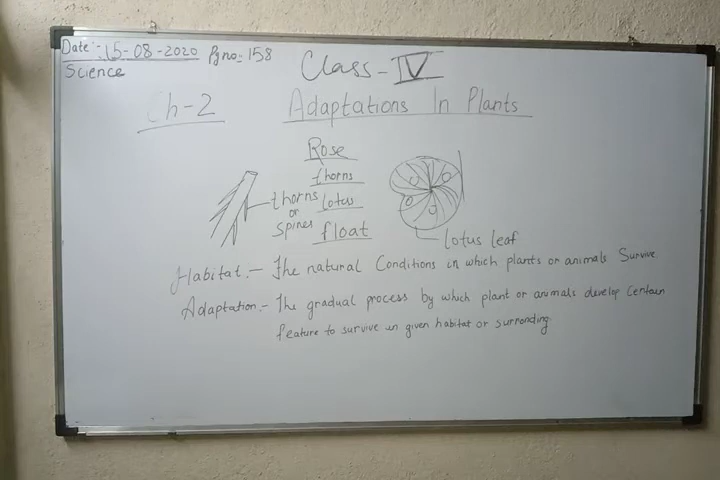 Date:- 15-08-2020 Pg no:- 158
Science
Class - IV
Ch-2 Adaptations In Plants
Rose
thorns
thorns or spines
lotus
float
lotus leaf
Habitat:- The natural Conditions in which plants or animals Survive
Adaptation:- The gradual process by which plant or animals develop Certain
feature to survive in given habitat or surronding.